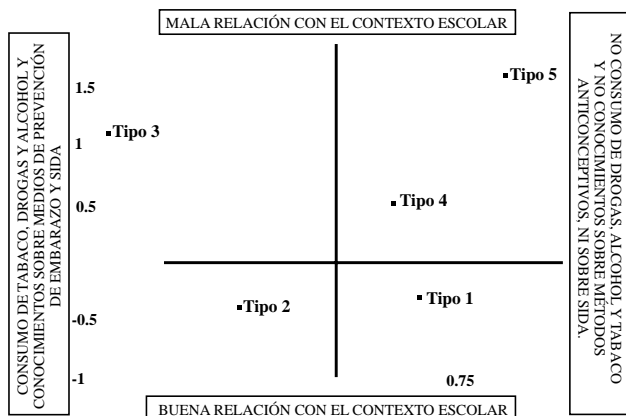 MALA RELACIÓN CON EL CONTEXTO ESCOLAR
CONSUMO DE TABACO, DROGAS Y ALCOHOL Y
CONOCIMIENTOS SOBRE MEDIOS DE PREVENCIÓN
DE EMBARAZO Y SIDA
1.5
1
0.5
-0.5
-1
Tipo 5
Tipo 3
Tipo 4
Tipo 1
Tipo 2
0.75
NO CONSUMO DE DROGAS, ALCOHOL Y TABACO
Y NO CONOCIMIENTOS SOBRE MÉTODOS
ANTICONCEPTIVOS, NI SOBRE SIDA.
BUENA RELACIÓN CON EL CONTEXTO ESCOLAR